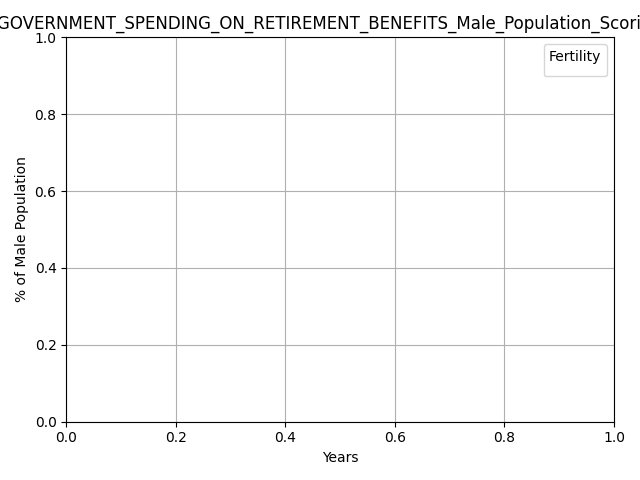 GOVERNMENT_SPENDING_ON_RETIREMENT_BENEFITS_Male_Population_Scori
Fertility
% of Male Population
1.0
0.8
0.6
0.4
0.2
0.0
0.0 0.2 0.4 0.6 0.8 1.0
Years